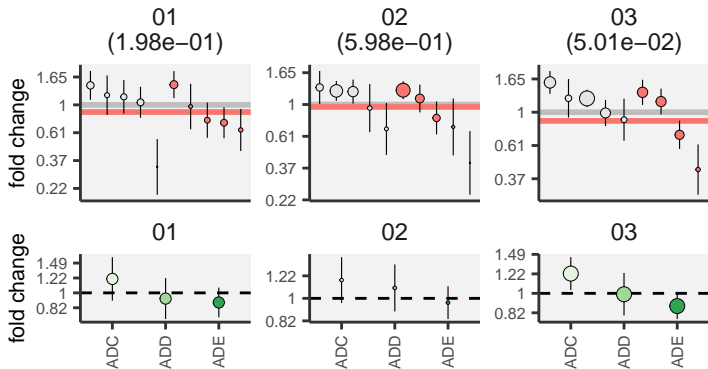 01
(1.98e−01)
02
(5.98e−01)
03
(5.01e−02)
fold change
1.65
1
0.61
0.37
0.22
1.65
1
0.61
0.37
0.22
1.65
1
0.61
0.37
01
02
03
fold change
1.49
1.22
1
0.82
1.22
1
0.82
1.49
1.22
1
0.82
ADC
ADD
ADE
ADC
ADD
ADE
ADC
ADD
ADE